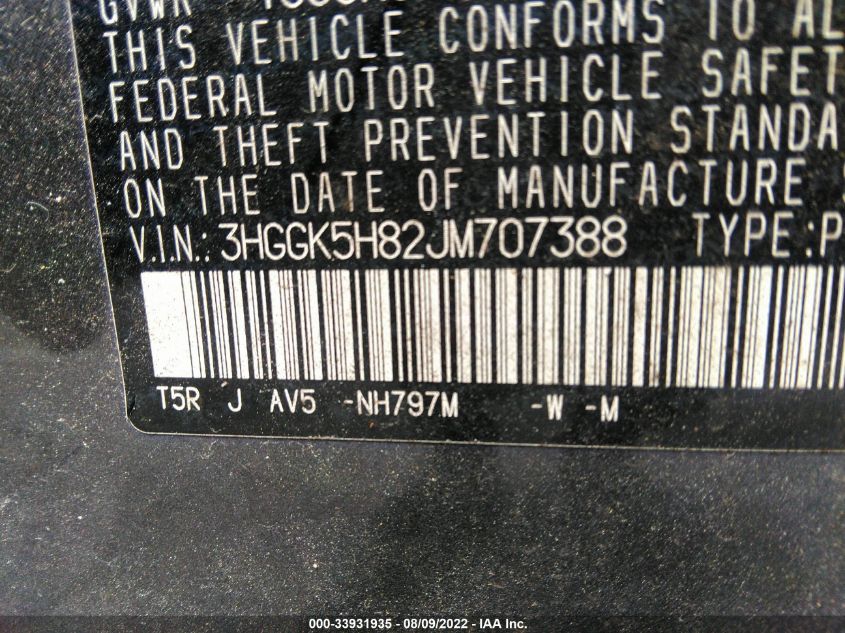 GVWR
THIS VEHICLE CONFORMS TO AL
FEDERAL MOTOR VEHICLE SAFET
AND THEFT PREVENTION STANDA
ON THE DATE OF MANUFACTURE
V.I.N.: 3HGGK5H82JM707388 TYPE:P
T5R J AV5 -NH797M -W -M
000-33931935 - 08/09/2022 - IAA Inc.